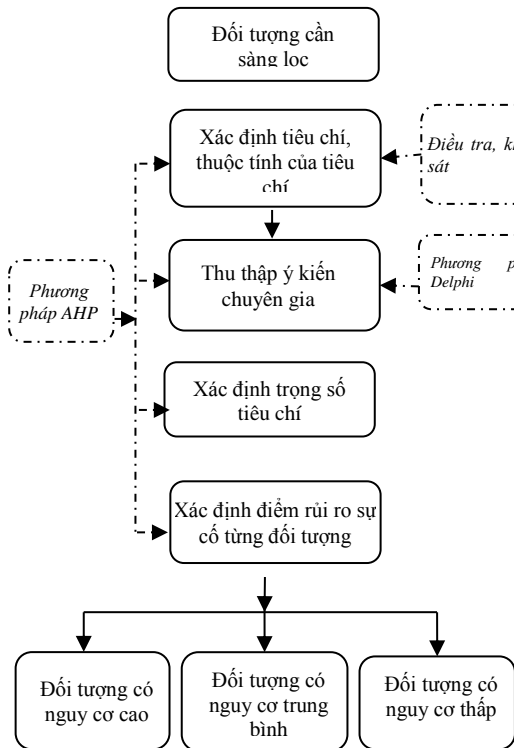 Đối tượng cần
sàng lọc
Xác định tiêu chí,
thuộc tính của tiêu
chí
Điều tra,
sát
Thu thập ý kiến
chuyên gia
Phương
Delphi
Phương
pháp AHP
Xác định trọng số
tiêu chí
Xác định điểm rủi ro sự
cố từng đối tượng
Đối tượng có
nguy cơ cao
Đối tượng có
nguy cơ trung
bình
Đối tượng có
nguy cơ thấp